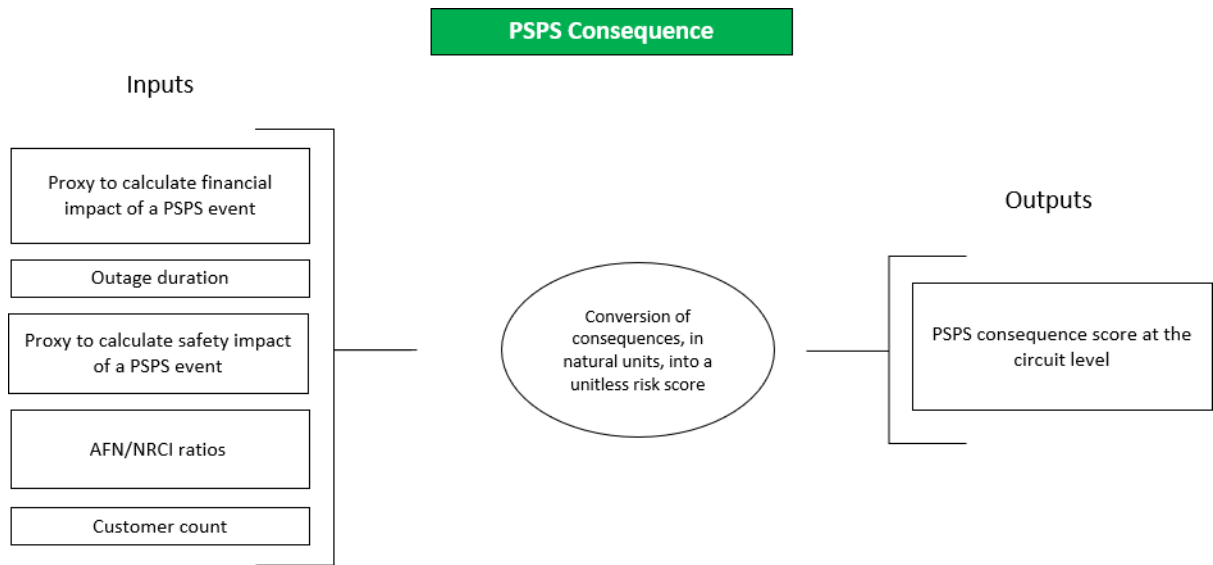 PSPS Consequence
Inputs
Proxy to calculate financial
impact of a PSPS event
Outage duration
Proxy to calculate safety impact
of a PSPS event
AFN/NRCI ratios
Customer count
Conversion of
consequences, in
natural units, into a
unitless risk score
Outputs
PSPS consequence score at the
circuit level